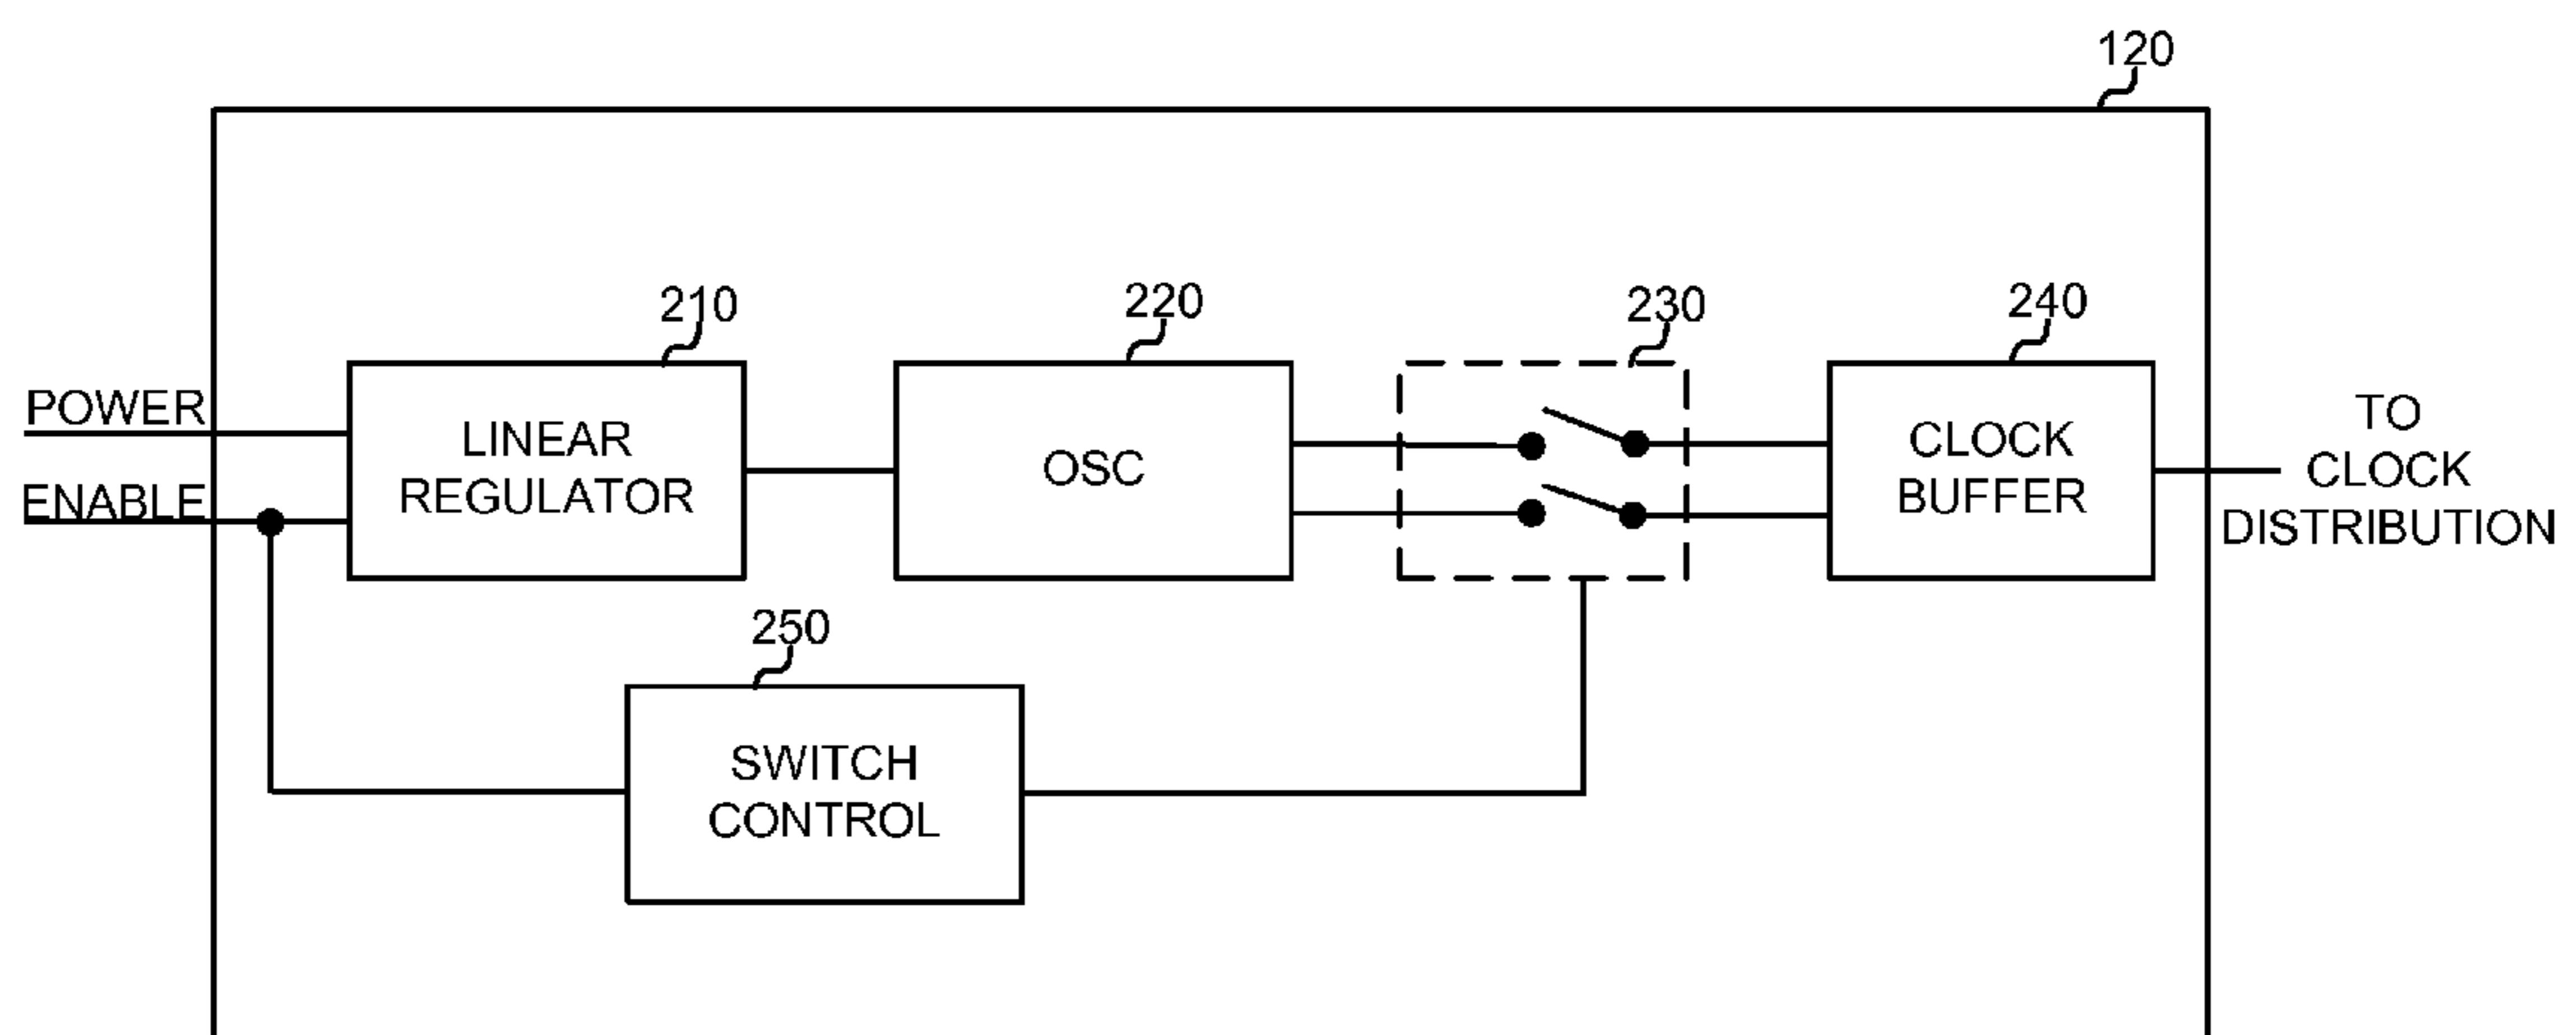 120
210
220
230
240
POWER
ENABLE
LINEAR
REGULATOR
OSC
CLOCK
BUFFER
TO
CLOCK
DISTRIBUTION
250
SWITCH
CONTROL